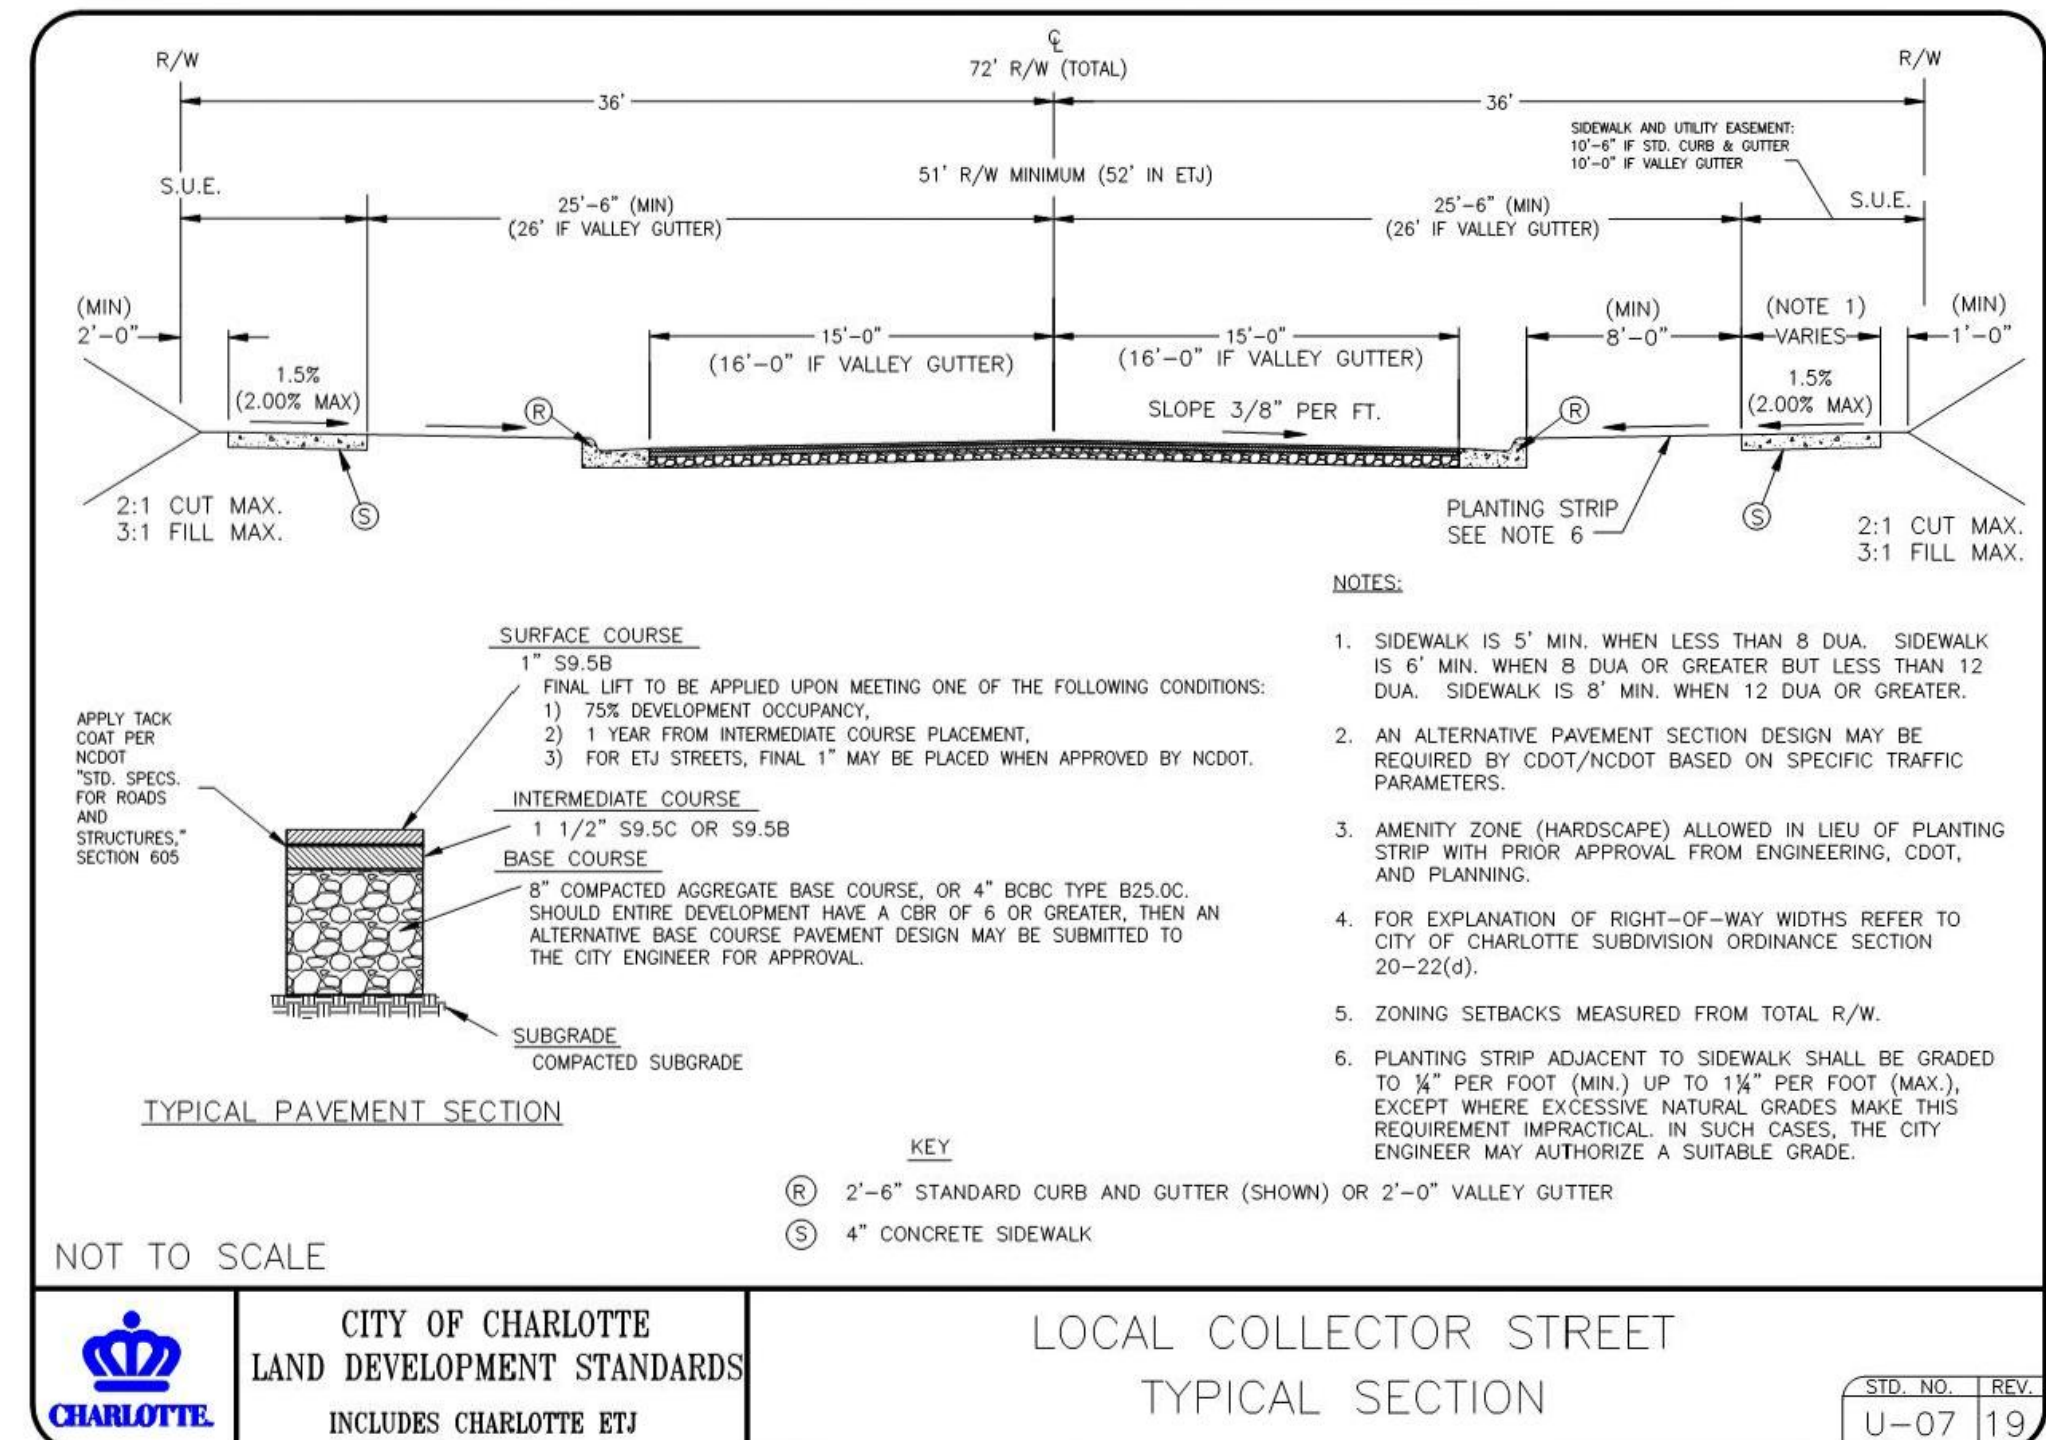 ℄
72' R/W (TOTAL)
R/W
R/W
36'
36'
SIDEWALK AND UTILITY EASEMENT:
10'-6" IF STD. CURB & GUTTER
10'-0" IF VALLEY GUTTER
51' R/W MINIMUM (52' IN ETJ)
S.U.E.
S.U.E.
25'-6" (MIN)
(26' IF VALLEY GUTTER)
25'-6" (MIN)
(26' IF VALLEY GUTTER)
(MIN)
2'-0"
15'-0"
(16'-0" IF VALLEY GUTTER)
15'-0"
(16'-0" IF VALLEY GUTTER)
(MIN)
8'-0"
(NOTE 1)
VARIES
(MIN)
1'-0"
1.5%
(2.00% MAX)
R
SLOPE 3/8" PER FT.
R
1.5%
(2.00% MAX)
2:1 CUT MAX.
3:1 FILL MAX.
S
PLANTING STRIP
SEE NOTE 6
S
2:1 CUT MAX.
3:1 FILL MAX.
SURFACE COURSE
1" S9.5B
FINAL LIFT TO BE APPLIED UPON MEETING ONE OF THE FOLLOWING CONDITIONS:
1) 75% DEVELOPMENT OCCUPANCY,
2) 1 YEAR FROM INTERMEDIATE COURSE PLACEMENT,
3) FOR ETJ STREETS, FINAL 1" MAY BE PLACED WHEN APPROVED BY NCDOT.
APPLY TACK
COAT PER
NCDOT
"STD. SPECS.
FOR ROADS
AND
STRUCTURES,"
SECTION 605
INTERMEDIATE COURSE
1 1/2" S9.5C OR S9.5B
BASE COURSE
8" COMPACTED AGGREGATE BASE COURSE, OR 4" BCBC TYPE B25.0C.
SHOULD ENTIRE DEVELOPMENT HAVE A CBR OF 6 OR GREATER, THEN AN
ALTERNATIVE BASE COURSE PAVEMENT DESIGN MAY BE SUBMITTED TO
THE CITY ENGINEER FOR APPROVAL.
SUBGRADE
COMPACTED SUBGRADE
TYPICAL PAVEMENT SECTION
NOTES:
1. SIDEWALK IS 5' MIN. WHEN LESS THAN 8 DUA. SIDEWALK
IS 6' MIN. WHEN 8 DUA OR GREATER BUT LESS THAN 12
DUA. SIDEWALK IS 8' MIN. WHEN 12 DUA OR GREATER.
2. AN ALTERNATIVE PAVEMENT SECTION DESIGN MAY BE
REQUIRED BY CDOT/NCDOT BASED ON SPECIFIC TRAFFIC
PARAMETERS.
3. AMENITY ZONE (HARDSCAPE) ALLOWED IN LIEU OF PLANTING
STRIP WITH PRIOR APPROVAL FROM ENGINEERING, CDOT,
AND PLANNING.
4. FOR EXPLANATION OF RIGHT-OF-WAY WIDTHS REFER TO
CITY OF CHARLOTTE SUBDIVISION ORDINANCE SECTION
20-22(d).
5. ZONING SETBACKS MEASURED FROM TOTAL R/W.
6. PLANTING STRIP ADJACENT TO SIDEWALK SHALL BE GRADED
TO ¼" PER FOOT (MIN.) UP TO 1¼" PER FOOT (MAX.),
EXCEPT WHERE EXCESSIVE NATURAL GRADES MAKE THIS
REQUIREMENT IMPRACTICAL. IN SUCH CASES, THE CITY
ENGINEER MAY AUTHORIZE A SUITABLE GRADE.
KEY
R 2'-6" STANDARD CURB AND GUTTER (SHOWN) OR 2'-0" VALLEY GUTTER
S 4" CONCRETE SIDEWALK
NOT TO SCALE
CHARLOTTE.
CITY OF CHARLOTTE
LAND DEVELOPMENT STANDARDS
INCLUDES CHARLOTTE ETJ
LOCAL COLLECTOR STREET
TYPICAL SECTION
STD. NO. REV.
U-07 19